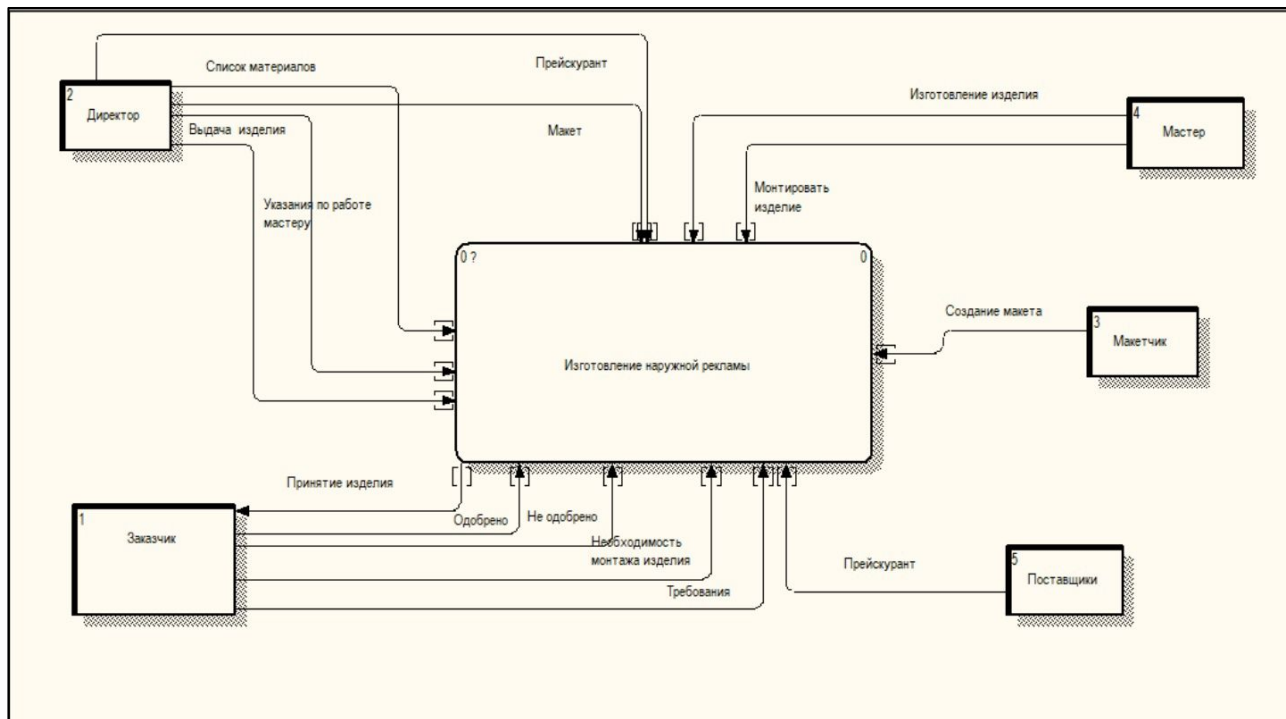 Список материалов
Прейскурант
2
Директор
Изготовление изделия
4
Мастер
Выдача изделия
Макет
Указания по работе
мастеру
Монтировать
изделие
0 ?
0
Создание макета
3
Макетчик
Изготовление наружной рекламы
Принятие изделия
1
Заказчик
Одобрено
Не одобрено
Необходимость
монтажа изделия
Требования
Прейскурант
5
Поставщики